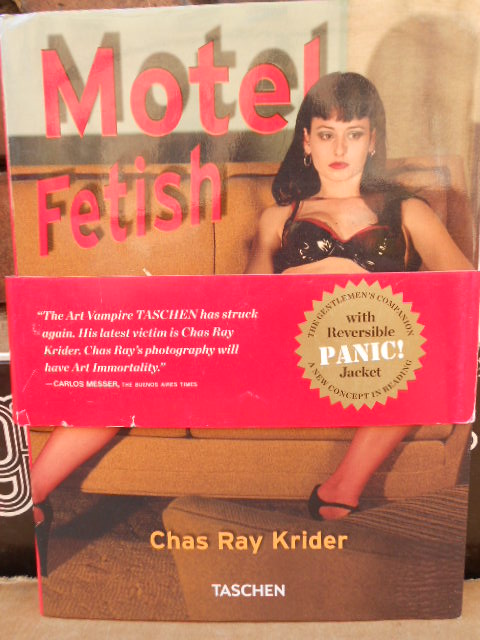 Motel
Fetish
"The Art Vampire TASCHEN has struck
again. His latest victim is Chas Ray
Krider. Chas Ray's photography will
have Art Immortality."
—CARLOS MESSER, THE BUENOS AIRES TIMES
THE GENTLEMEN'S COMPANION
with
Reversible
PANIC!
Jacket
A NEW CONCEPT IN READING
Chas Ray Krider
TASCHEN